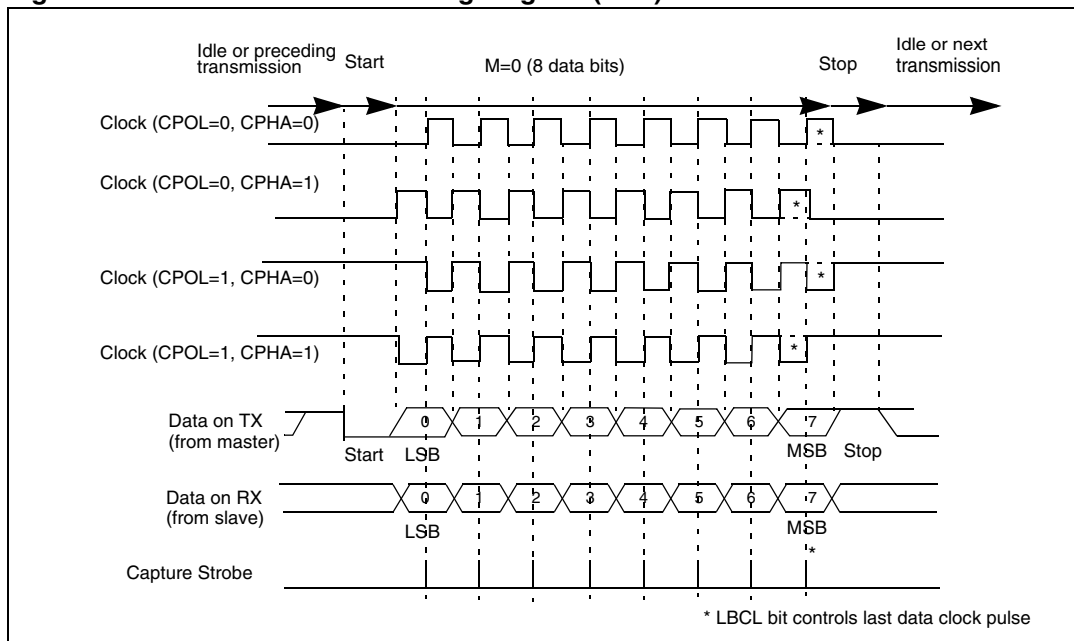 Idle or preceding
transmission
Start
M=0 (8 data bits)
Stop
Idle or next
transmission
Clock (CPOL=0, CPHA=0)
*
Clock (CPOL=0, CPHA=1)
*
Clock (CPOL=1, CPHA=0)
*
Clock (CPOL=1, CPHA=1)
*
Data on TX
(from master)
0 1 2 3 4 5 6 7
Start LSB MSB Stop
Data on RX
(from slave)
0 1 2 3 4 5 6 7
LSB MSB
*
Capture Strobe
* LBCL bit controls last data clock pulse